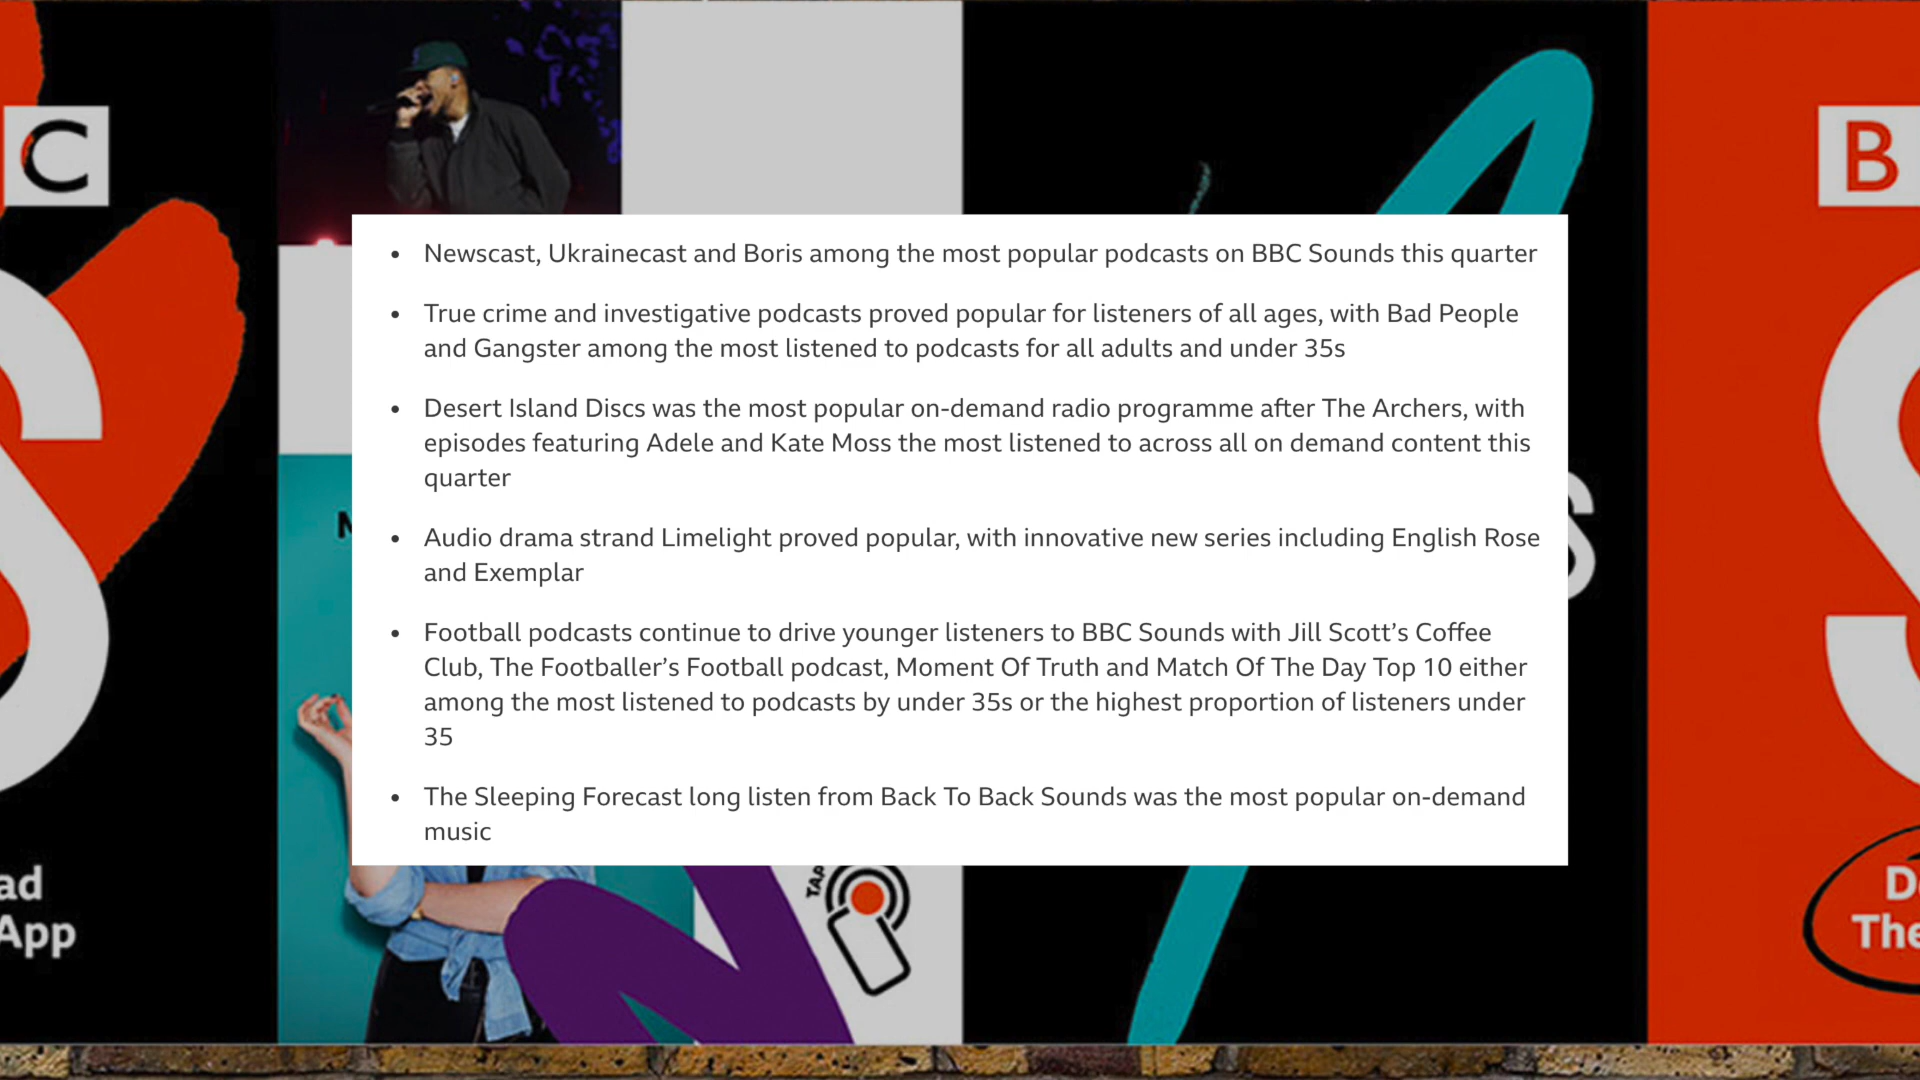 C
B
• Newscast, Ukrainecast and Boris among the most popular podcasts on BBC Sounds this quarter
• True crime and investigative podcasts proved popular for listeners of all ages, with Bad People
and Gangster among the most listened to podcasts for all adults and under 35s
• Desert Island Discs was the most popular on-demand radio programme after The Archers, with
episodes featuring Adele and Kate Moss the most listened to across all on demand content this
quarter
• Audio drama strand Limelight proved popular, with innovative new series including English Rose
and Exemplar
• Football podcasts continue to drive younger listeners to BBC Sounds with Jill Scott’s Coffee
Club, The Footballer’s Football podcast, Moment Of Truth and Match Of The Day Top 10 either
among the most listened to podcasts by under 35s or the highest proportion of listeners under
35
• The Sleeping Forecast long listen from Back To Back Sounds was the most popular on-demand
music
S
S
S
TAP
ad
App
D
The